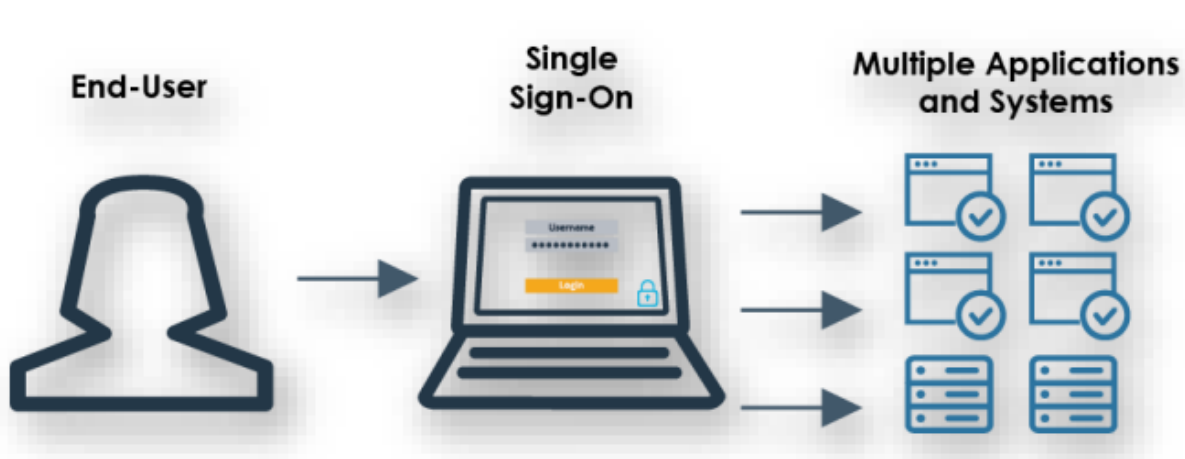 End-User
Single
Sign-On
Multiple Applications
and Systems
Username
Login